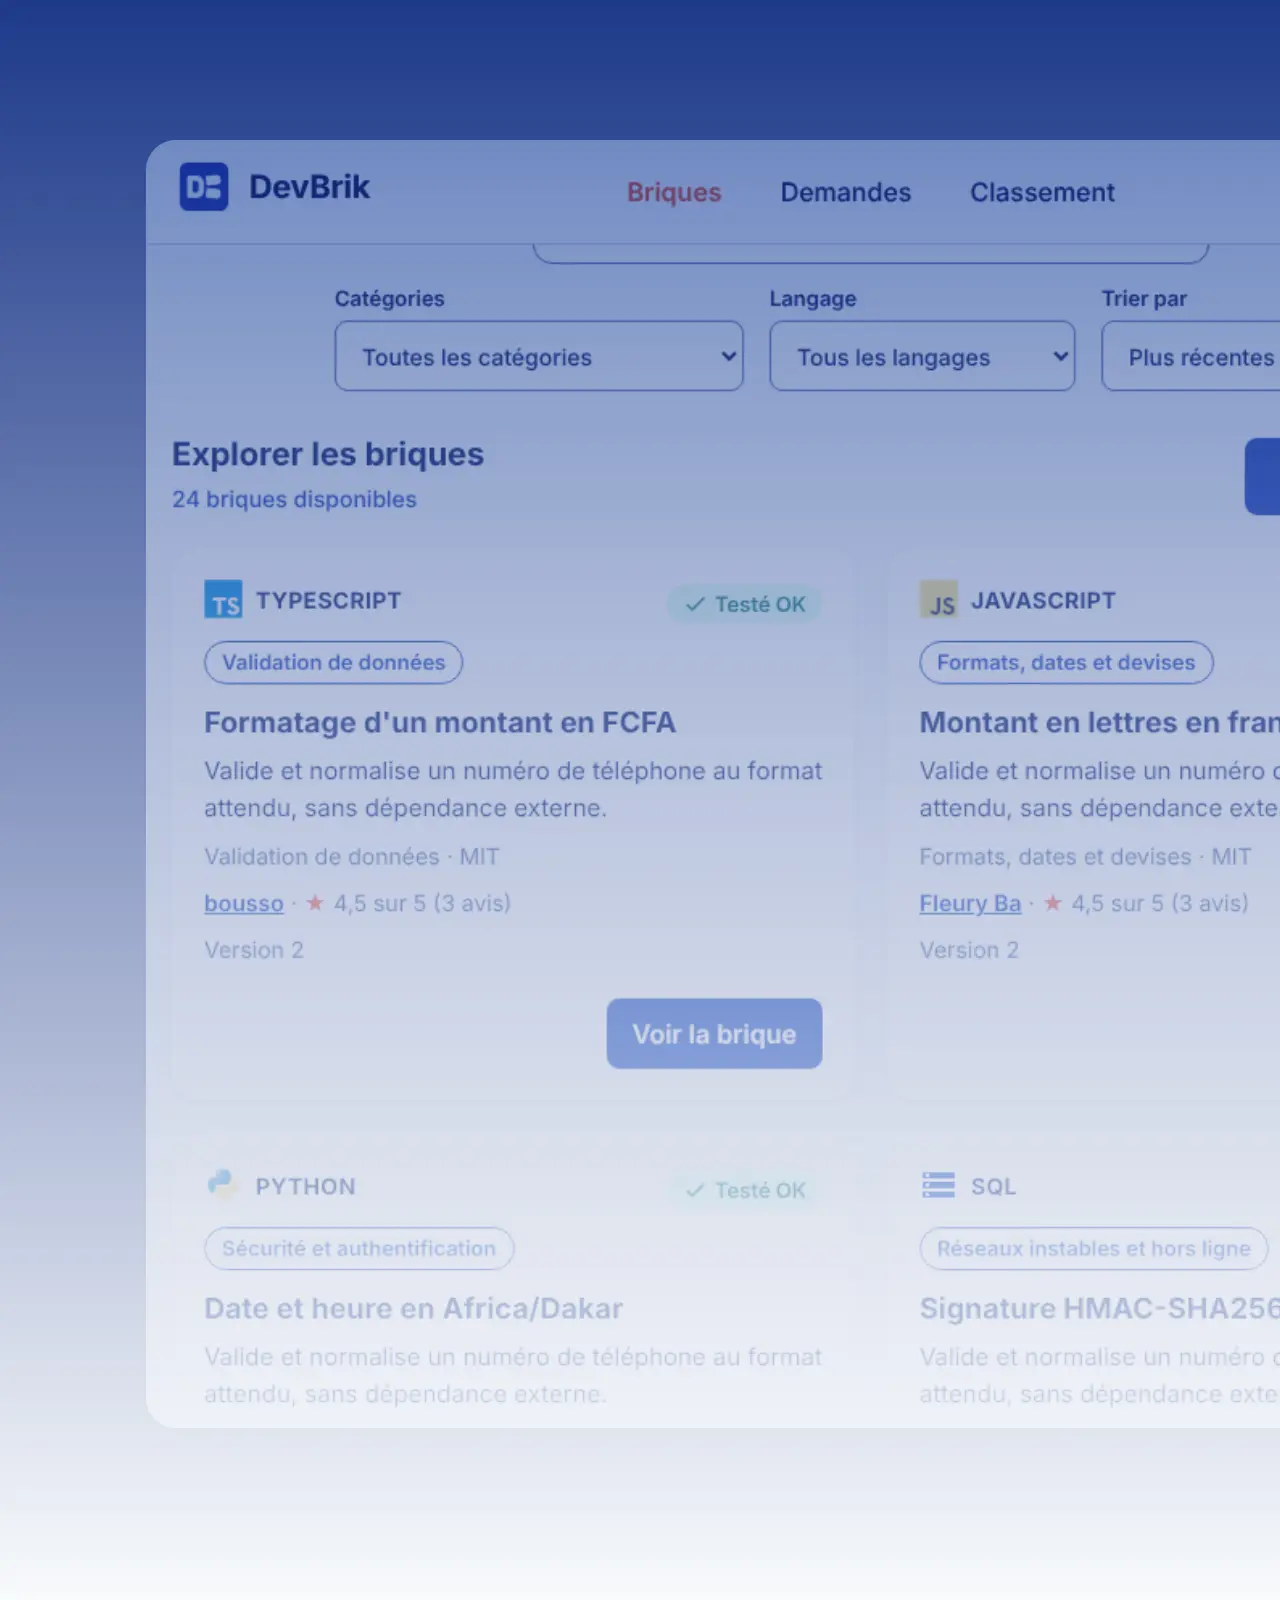 DevBrik
Briques Demandes Classement
Catégories Langage Trier par
Toutes les catégories Tous les langages Plus récentes
Explorer les briques
24 briques disponibles
TS TYPESCRIPT Testé OK
Validation de données
Formatage d'un montant en FCFA
Valide et normalise un numéro de téléphone au format
attendu, sans dépendance externe.
Validation de données · MIT
bousso · ★ 4,5 sur 5 (3 avis)
Version 2
Voir la brique
JS JAVASCRIPT
Formats, dates et devises
Montant en lettres en fran
Valide et normalise un numéro d
attendu, sans dépendance exte
Formats, dates et devises · MIT
Fleury Ba · ★ 4,5 sur 5 (3 avis)
Version 2
PYTHON Testé OK
Sécurité et authentification
Date et heure en Africa/Dakar
Valide et normalise un numéro de téléphone au format
attendu, sans dépendance externe.
SQL
Réseaux instables et hors ligne
Signature HMAC-SHA256
Valide et normalise un numéro d
attendu, sans dépendance exte